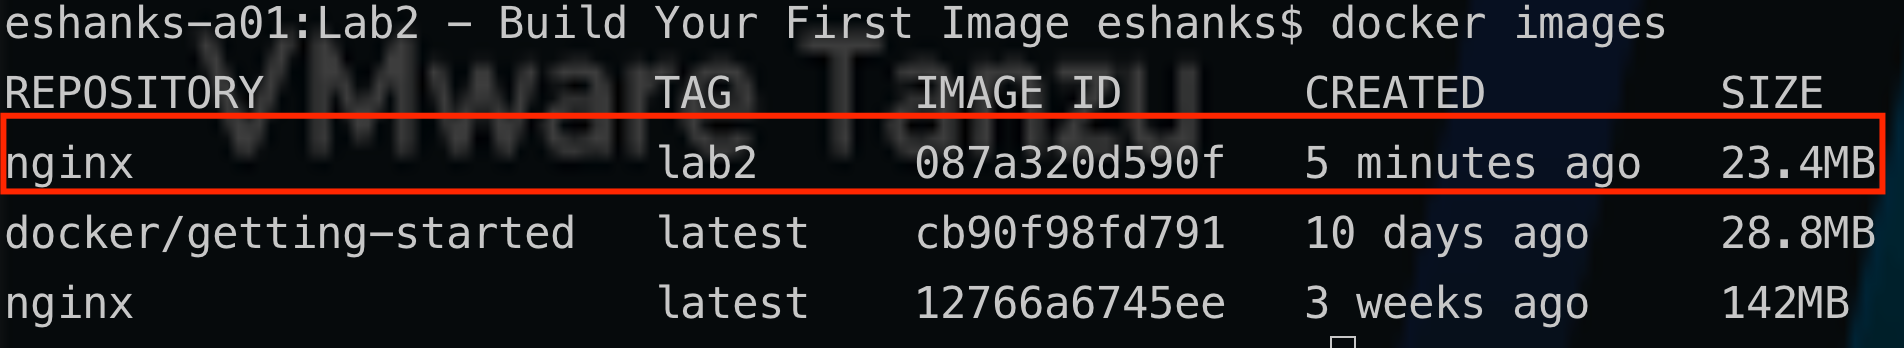 eshanks-a01:Lab2 - Build Your First Image eshanks$ docker images
VMware Tanzu
REPOSITORY TAG IMAGE ID CREATED SIZE
nginx lab2 087a320d590f 5 minutes ago 23.4MB
docker/getting-started latest cb90f98fd791 10 days ago 28.8MB
nginx latest 12766a6745ee 3 weeks ago 142MB